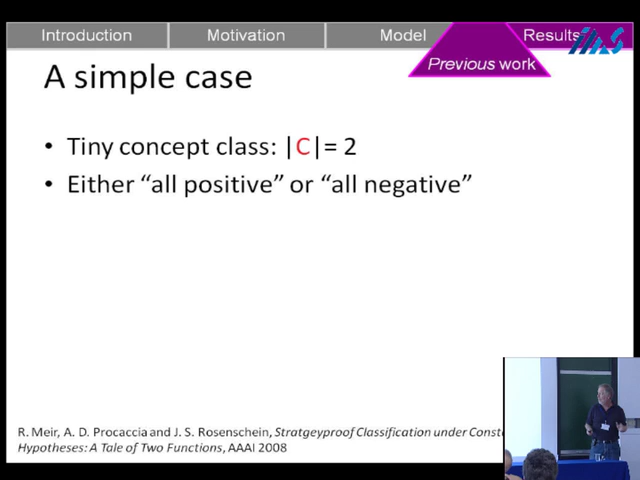 Introduction
Motivation
Model
Results
Previous work
A simple case
• Tiny concept class: |C|= 2
• Either “all positive” or “all negative”
R. Meir, A. D. Procaccia and J. S. Rosenschein, Stratgeyproof Classification under
Hypotheses: A Tale of Two Functions, AAAI 2008